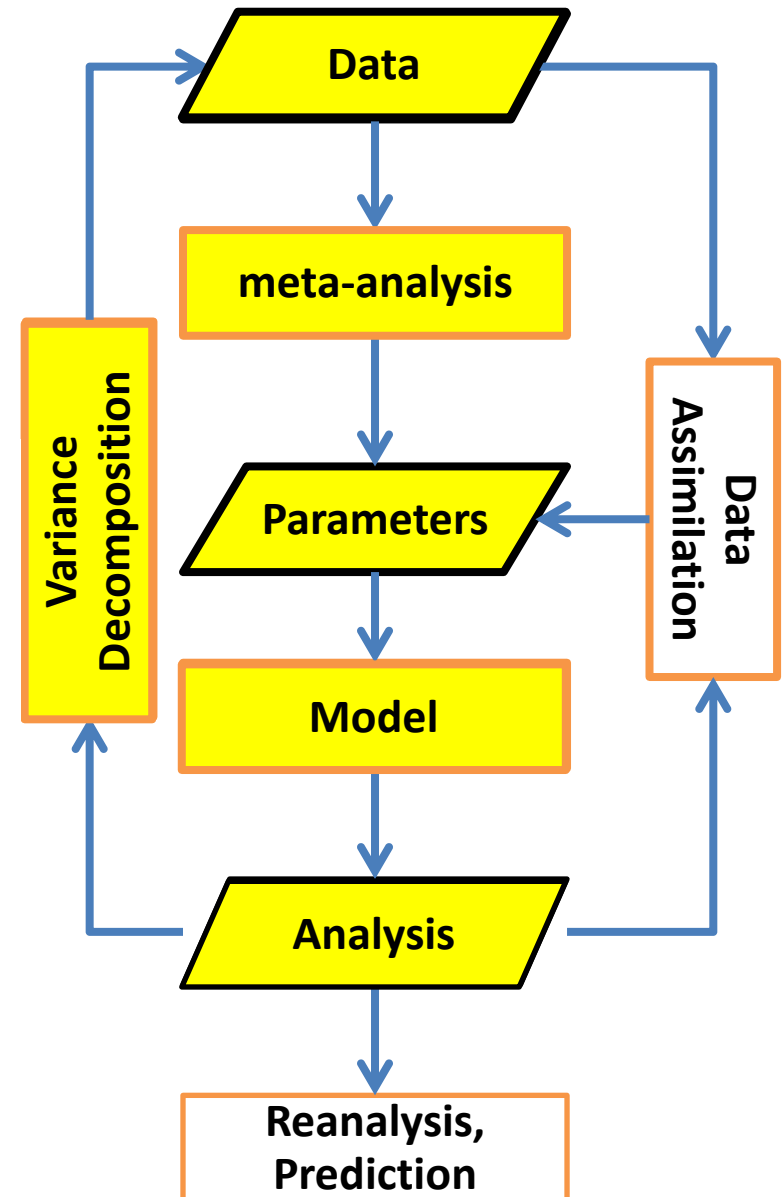 Data
meta-analysis
Variance
Decomposition
Data
Assimilation
Parameters
Model
Analysis
Reanalysis,
Prediction